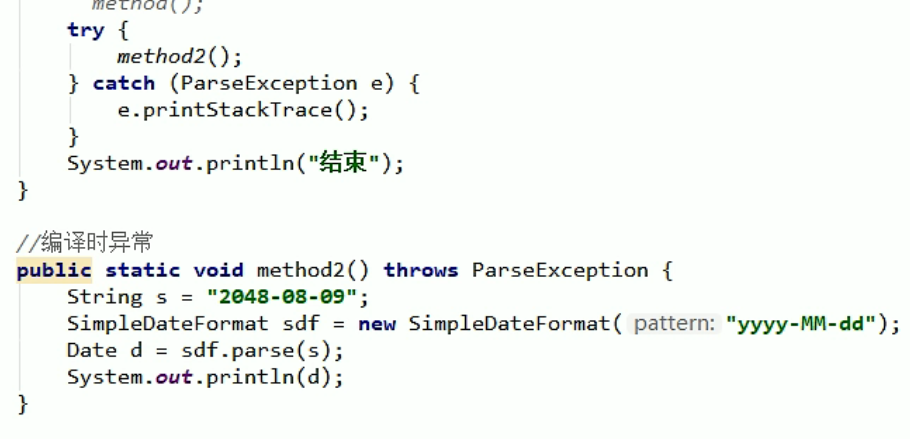 method();
try {
method2();
} catch (ParseException e) {
e.printStackTrace();
}
System.out.println("结束");
}
//编译时异常
public static void method2() throws ParseException {
String s = "2048-08-09";
SimpleDateFormat sdf = new SimpleDateFormat( pattern: "yyyy-MM-dd");
Date d = sdf.parse(s);
System.out.println(d);
}